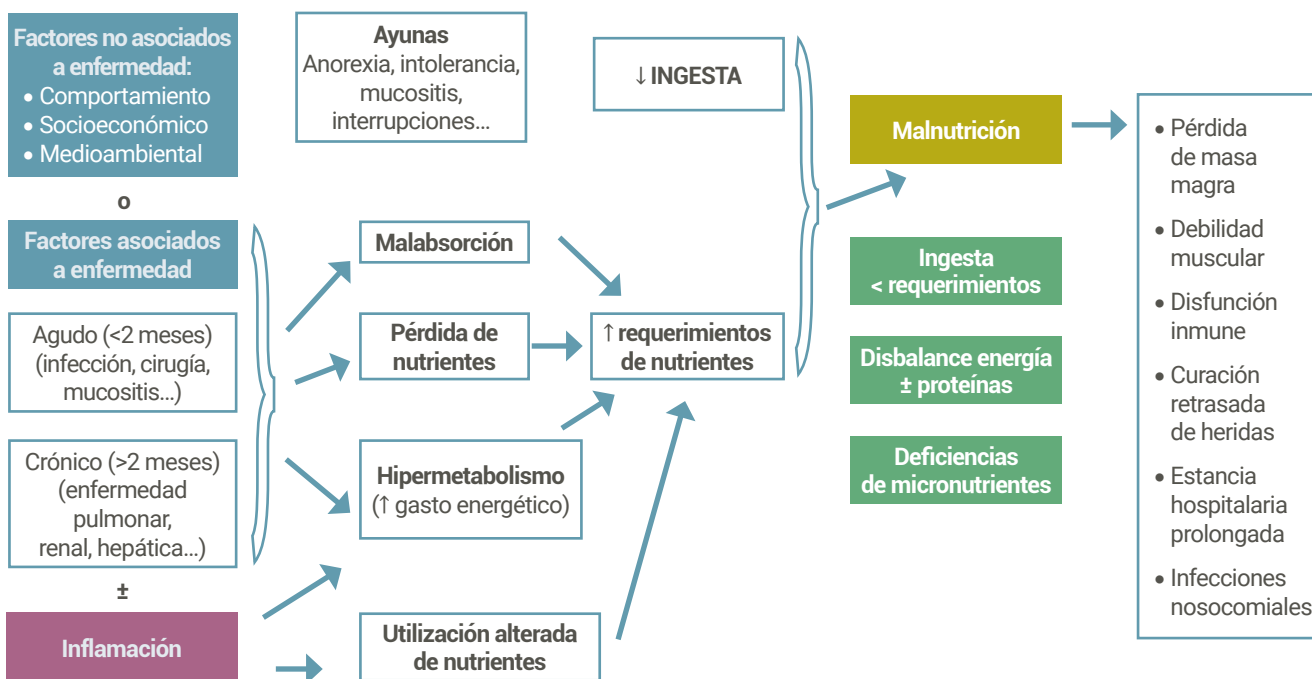 Factores no asociados
a enfermedad:
• Comportamiento
• Socioeconómico
• Medioambiental
o
Factores asociados
a enfermedad
Agudo (<2 meses)
(infección, cirugía,
mucositis...)
Crónico (>2 meses)
(enfermedad
pulmonar,
renal, hepática...)
±
Inflamación
Ayunas
Anorexia, intolerancia,
mucositis,
interrupciones...
Malabsorción
Pérdida de
nutrientes
Hipermetabolismo
(↑ gasto energético)
Utilización alterada
de nutrientes
↓ INGESTA
↑ requerimientos
de nutrientes
Malnutrición
Ingesta
< requerimientos
Disbalance energía
± proteínas
Deficiencias
de micronutrientes
• Pérdida
de masa
magra
• Debilidad
muscular
• Disfunción
inmune
• Curación
retrasada
de heridas
• Estancia
hospitalaria
prolongada
• Infecciones
nosocomiales